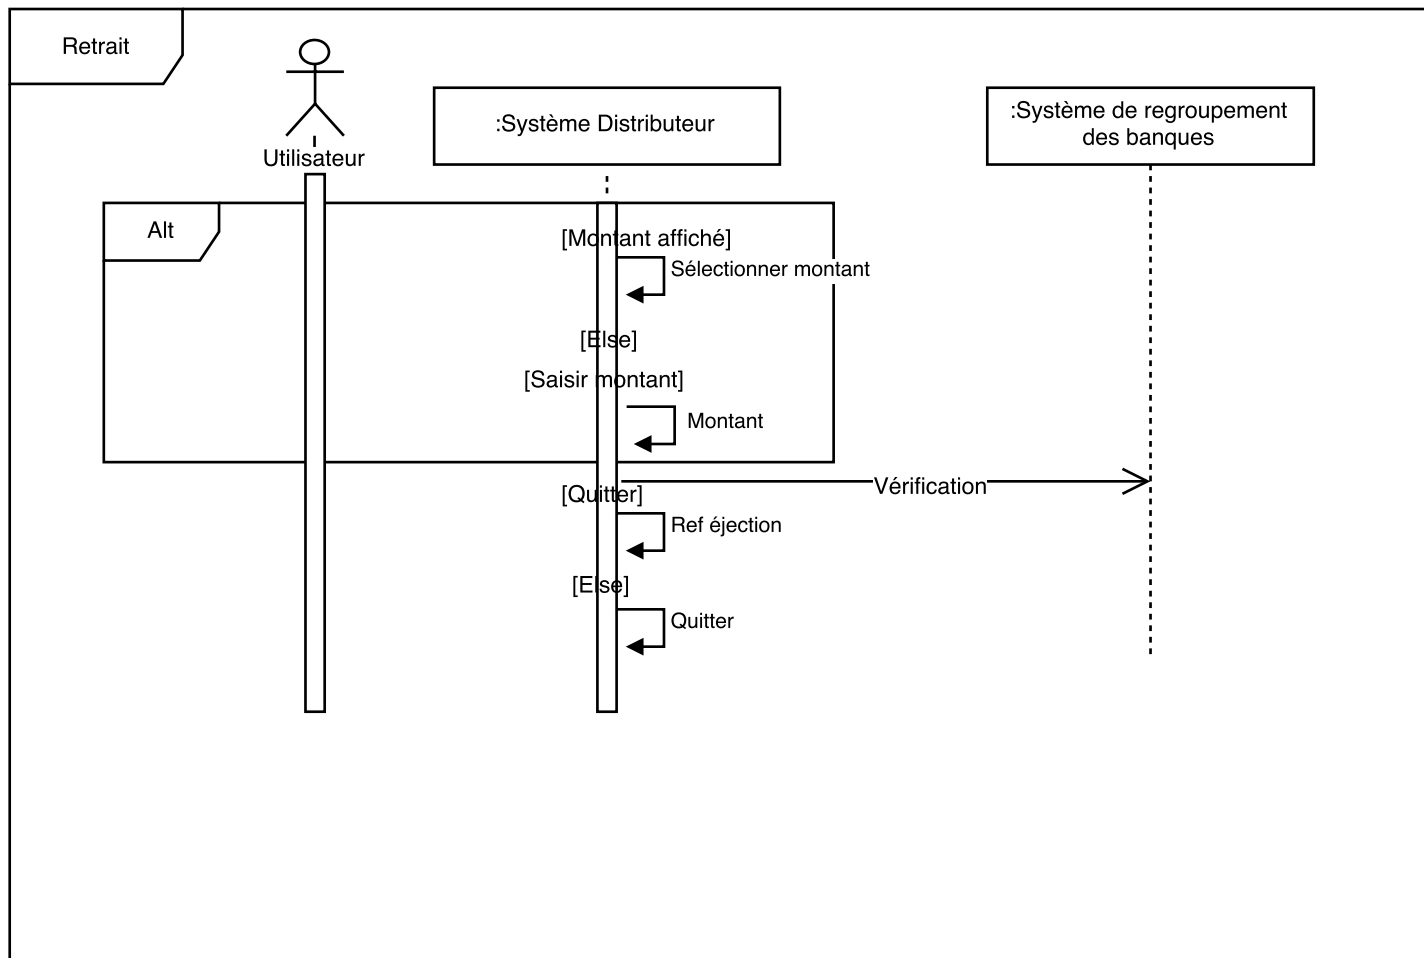 Retrait
Utilisateur
:Système Distributeur
:Système de regroupement
des banques
Alt
[Montant affiché]
Sélectionner montant
[Else]
[Saisir montant]
Montant
Vérification
[Quitter]
Ref éjection
[Else]
Quitter